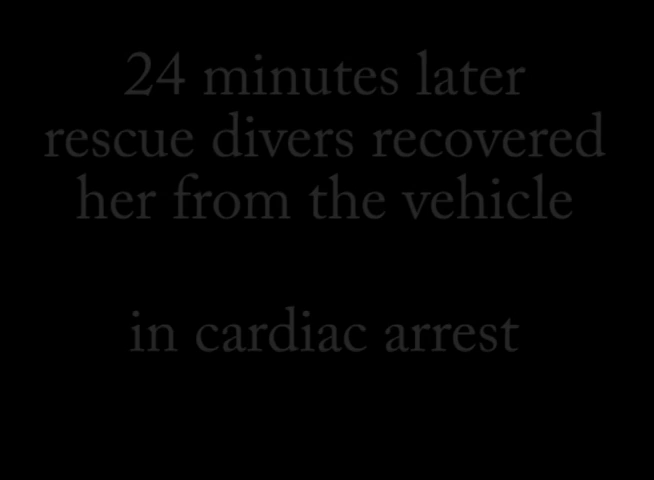 24 minutes later
rescue divers recovered
her from the vehicle
in cardiac arrest